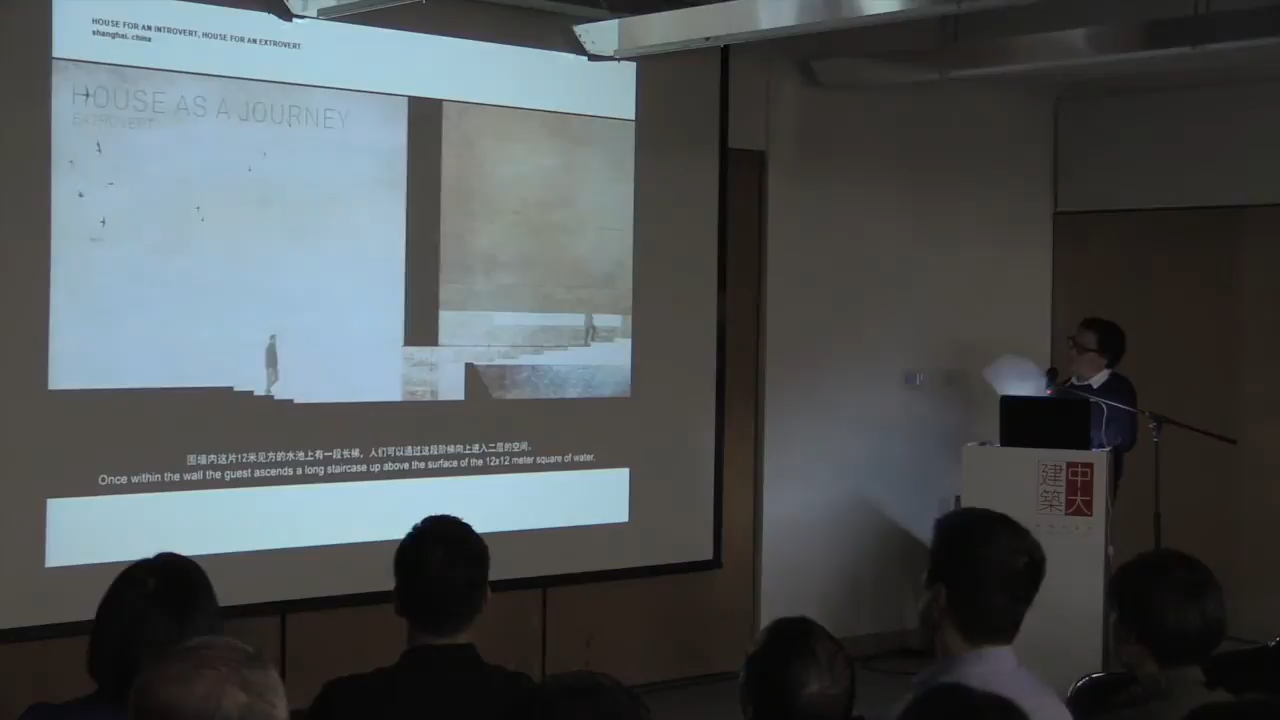 HOUSE FOR AN INTROVERT, HOUSE FOR AN EXTROVERT
shanghai. china
HOUSE AS A JOURNEY
EXTROVERT
围墙内这片12米见方的水池上有一段长梯，人们可以通过这段阶梯向上进入二层的空间。
Once within the wall the guest ascends a long staircase up above the surface of the 12x12 meter square of water.
建築
中大